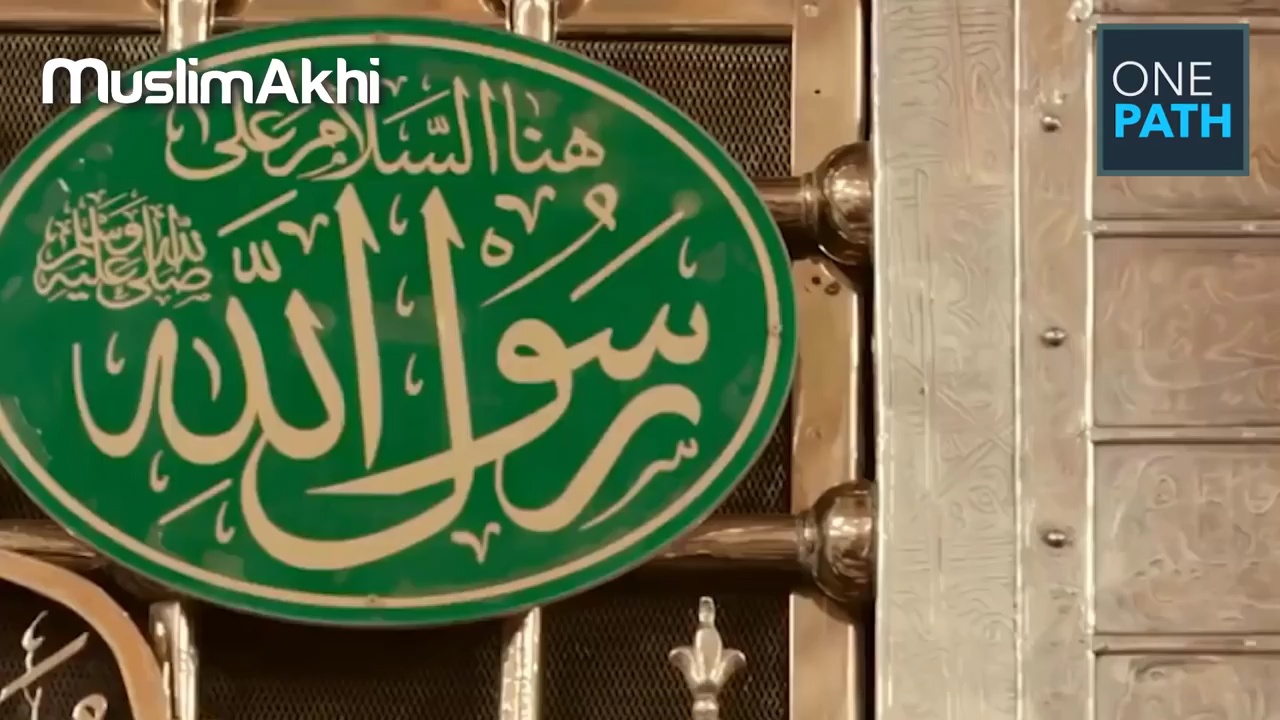 MuslimAkhi
ONE
PATH
هنا السلام على
رسول الله
صلى الله عليه وسلم